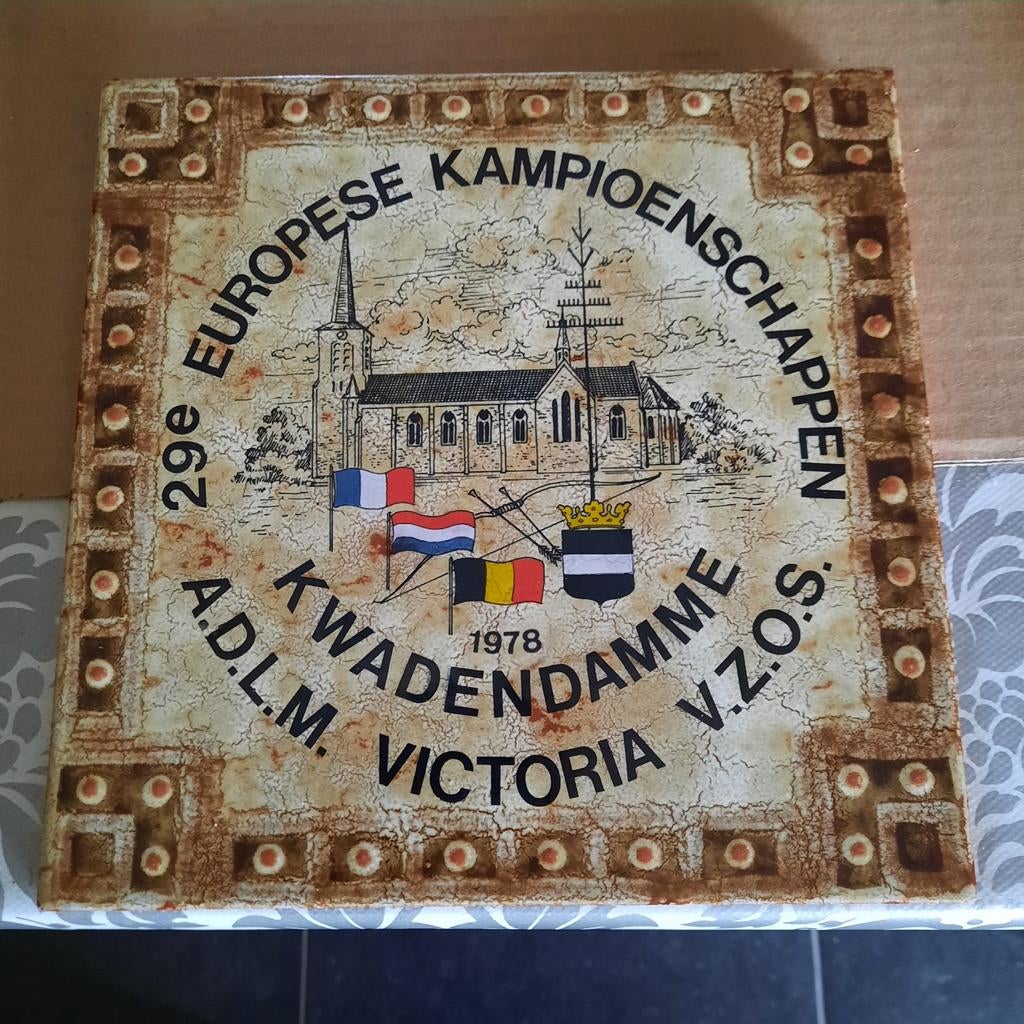 29e EUROPESE KAMPIOENSCHAPPEN
1978
KWADENDAMME
A.D.L.M. VICTORIA V.Z.O.S.